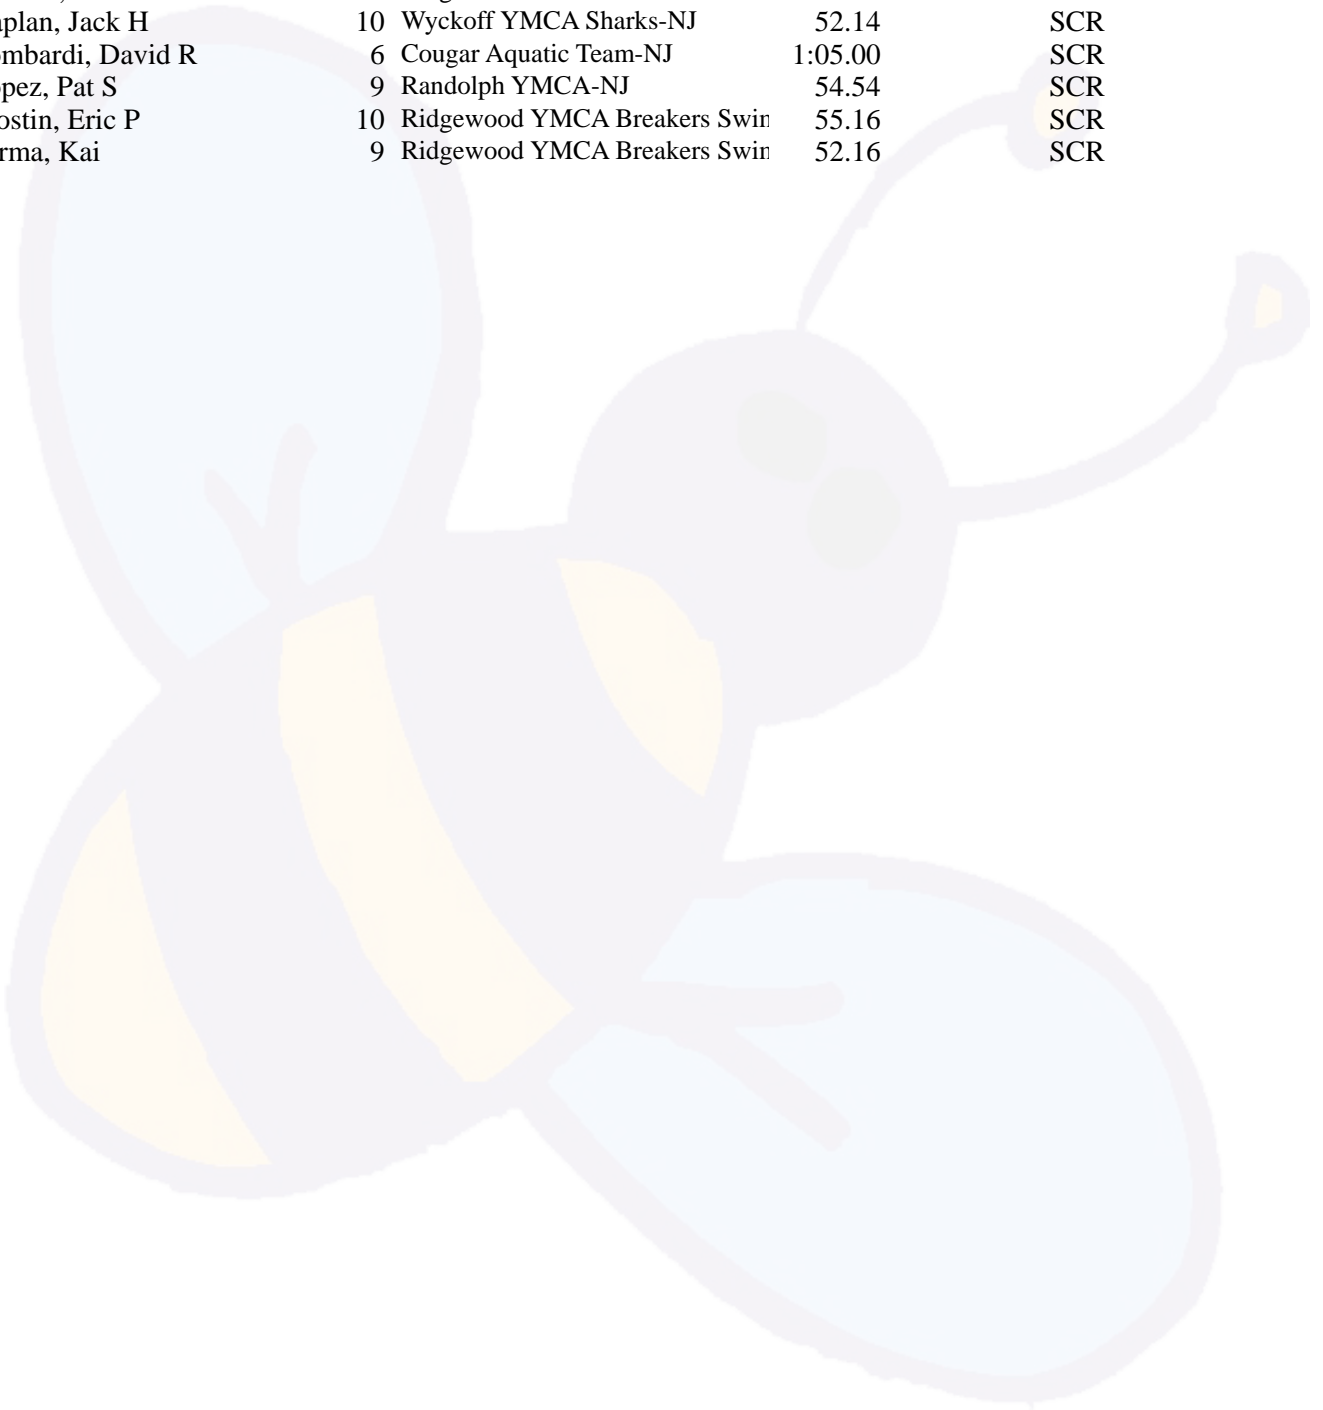 aplan, Jack H 10 Wyckoff YMCA Sharks-NJ 52.14 SCR
ombardi, David R 6 Cougar Aquatic Team-NJ 1:05.00 SCR
opez, Pat S 9 Randolph YMCA-NJ 54.54 SCR
ostin, Eric P 10 Ridgewood YMCA Breakers Swin 55.16 SCR
rma, Kai 9 Ridgewood YMCA Breakers Swin 52.16 SCR